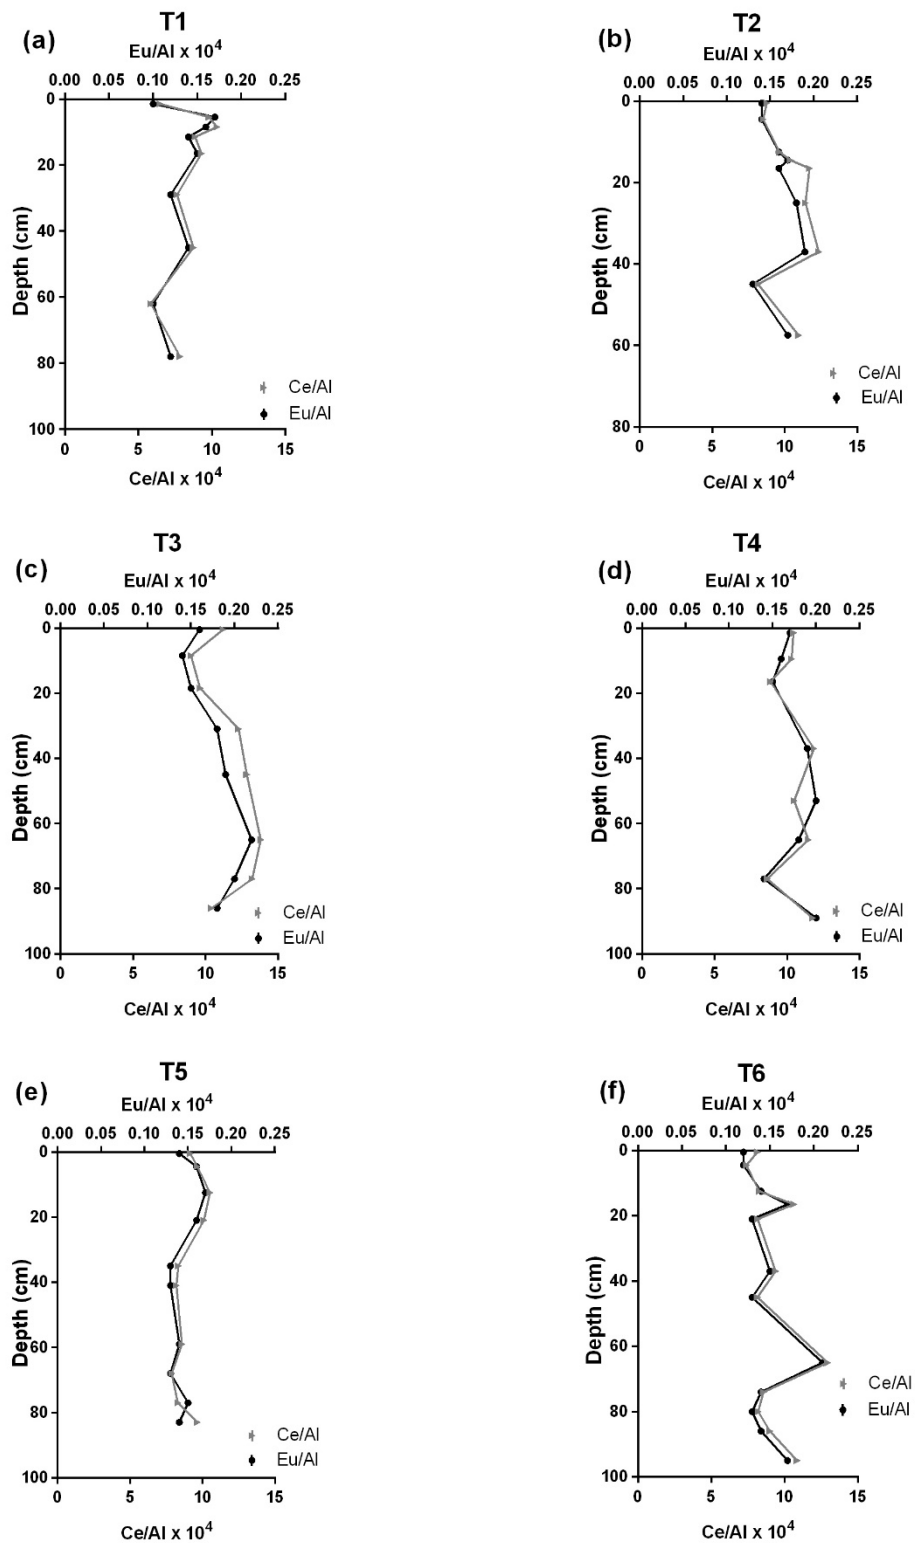 T1
(a)
Eu/Al x 10⁴
0.00 0.05 0.10 0.15 0.20 0.25
0
20
40
60
80
100
Depth (cm)
Ce/Al
Eu/Al
0 5 10 15
Ce/Al x 10⁴
T2
(b)
Eu/Al x 10⁴
0.00 0.05 0.10 0.15 0.20 0.25
0
20
40
60
80
Depth (cm)
Ce/Al
Eu/Al
0 5 10 15
Ce/Al x 10⁴
T3
(c)
Eu/Al x 10⁴
0.00 0.05 0.10 0.15 0.20 0.25
0
20
40
60
80
100
Depth (cm)
Ce/Al
Eu/Al
0 5 10 15
Ce/Al x 10⁴
T4
(d)
Eu/Al x 10⁴
0.00 0.05 0.10 0.15 0.20 0.25
0
20
40
60
80
100
Depth (cm)
Ce/Al
Eu/Al
0 5 10 15
Ce/Al x 10⁴
T5
(e)
Eu/Al x 10⁴
0.00 0.05 0.10 0.15 0.20 0.25
0
20
40
60
80
100
Depth (cm)
Ce/Al
Eu/Al
0 5 10 15
Ce/Al x 10⁴
T6
(f)
Eu/Al x 10⁴
0.00 0.05 0.10 0.15 0.20 0.25
0
20
40
60
80
100
Depth (cm)
Ce/Al
Eu/Al
0 5 10 15
Ce/Al x 10⁴